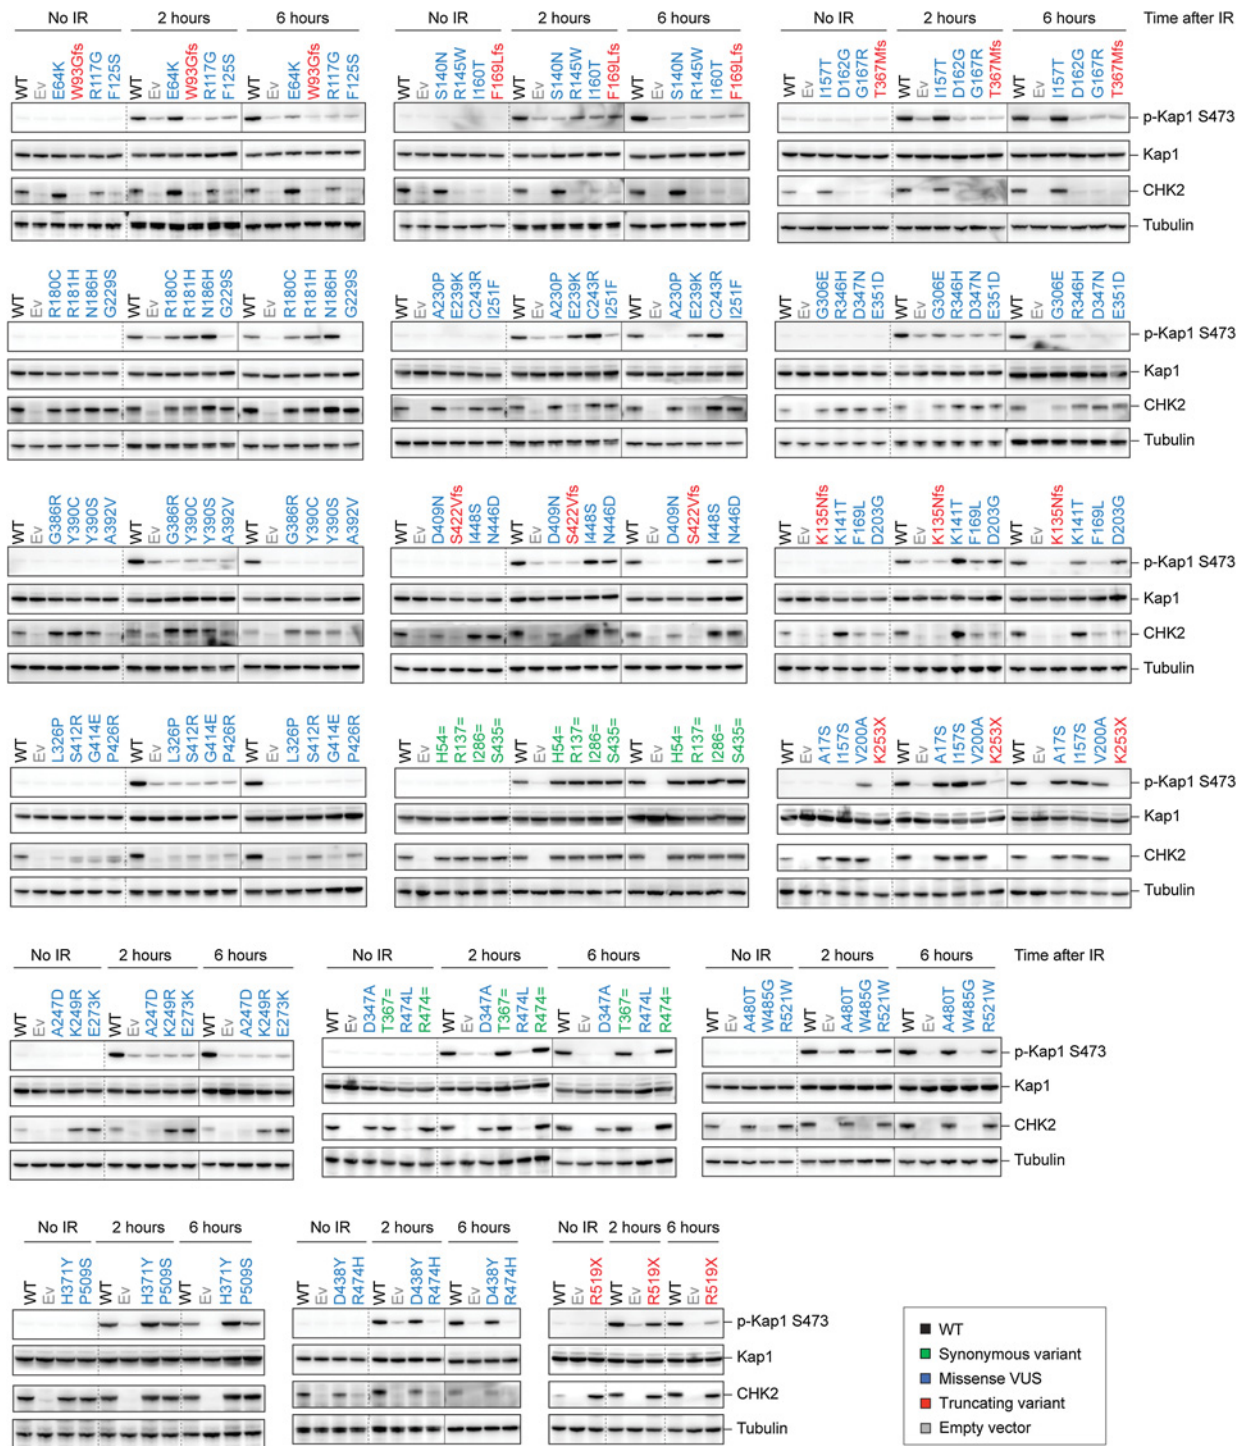 No IR 2 hours 6 hours No IR 2 hours 6 hours No IR 2 hours 6 hours Time after IR
WT Ev E64K W93Gfs R117G F125S WT Ev E64K W93Gfs R117G F125S WT Ev E64K W93Gfs R117G F125S WT Ev S140N R145W I160T F169Lfs WT Ev S140N R145W I160T F169Lfs WT Ev S140N R145W I160T F169Lfs WT Ev I157T D162G G167R T367Mfs WT Ev I157T D162G G167R T367Mfs WT Ev I157T D162G G167R T367Mfs
p-Kap1 S473
Kap1
CHK2
Tubulin
WT Ev R180C R181H N186H G229S WT Ev R180C R181H N186H G229S WT Ev R180C R181H N186H G229S WT Ev A230P E239K C243R I251F WT Ev A230P E239K C243R I251F WT Ev A230P E239K C243R I251F WT Ev G306E R346H D347N E351D WT Ev G306E R346H D347N E351D WT Ev G306E R346H D347N E351D
p-Kap1 S473
Kap1
CHK2
Tubulin
WT Ev G386R Y390C Y390S A392V WT Ev G386R Y390C Y390S A392V WT Ev G386R Y390C Y390S A392V WT Ev D409N S422Vfs I448S N446D WT Ev D409N S422Vfs I448S N446D WT Ev D409N S422Vfs I448S N446D WT Ev K135Nfs K141T F169L D203G WT Ev K135Nfs K141T F169L D203G WT Ev K135Nfs K141T F169L D203G
p-Kap1 S473
Kap1
CHK2
Tubulin
WT Ev L326P S412R G414E P426R WT Ev L326P S412R G414E P426R WT Ev L326P S412R G414E P426R WT Ev H54= R137= I286= S435= WT Ev H54= R137= I286= S435= WT Ev H54= R137= I286= S435= WT Ev A17S I157S V200A K253X WT Ev A17S I157S V200A K253X WT Ev A17S I157S V200A K253X
p-Kap1 S473
Kap1
CHK2
Tubulin
No IR 2 hours 6 hours No IR 2 hours 6 hours No IR 2 hours 6 hours Time after IR
WT Ev A247D K249R E273K WT Ev A247D K249R E273K WT Ev A247D K249R E273K WT Ev D347A T367= R474L R474= WT Ev D347A T367= R474L R474= WT Ev D347A T367= R474L R474= WT Ev A480T W485G R521W WT Ev A480T W485G R521W WT Ev A480T W485G R521W
p-Kap1 S473
Kap1
CHK2
Tubulin
No IR 2 hours 6 hours No IR 2 hours 6 hours No IR 2 hours 6 hours
WT Ev H371Y P509S WT Ev H371Y P509S WT Ev H371Y P509S WT Ev D438Y R474H WT Ev D438Y R474H WT Ev D438Y R474H WT Ev R519X WT Ev R519X WT Ev R519X
p-Kap1 S473
Kap1
CHK2
Tubulin
WT
Synonymous variant
Missense VUS
Truncating variant
Empty vector